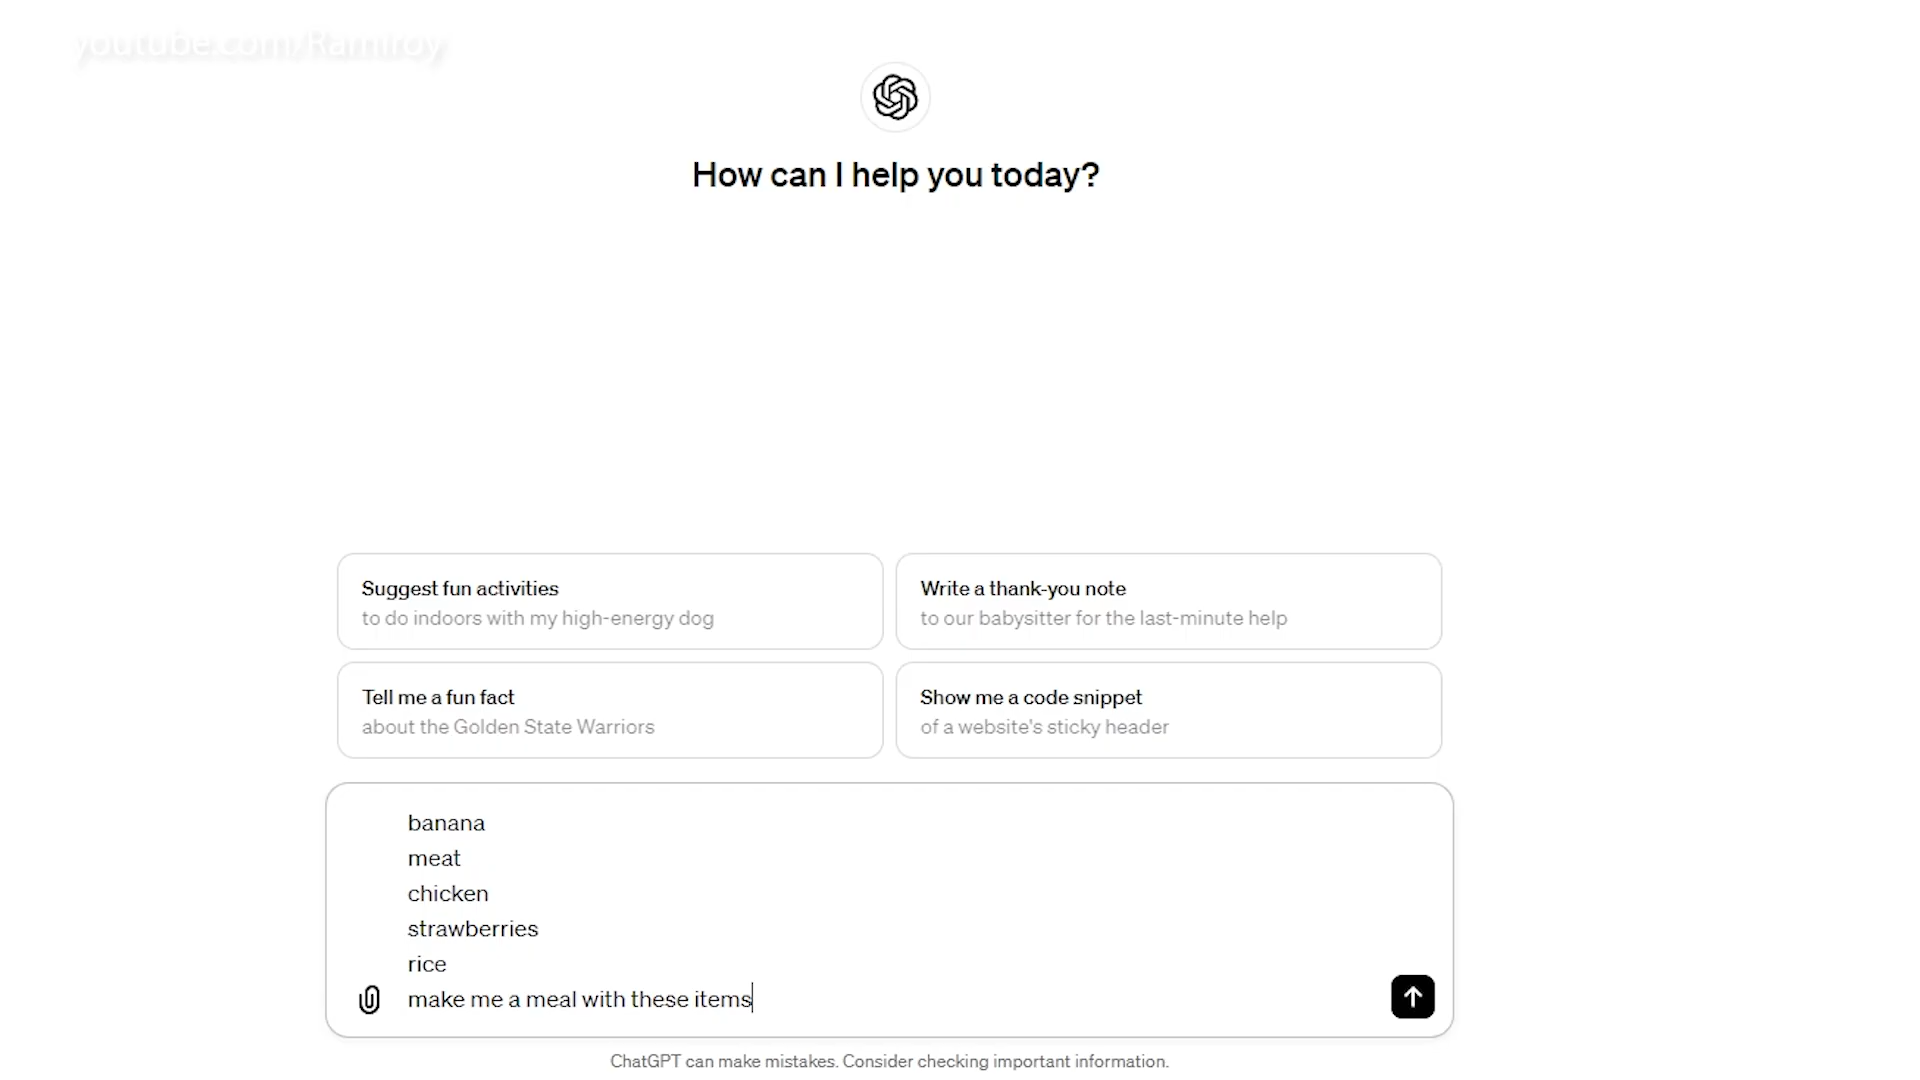 youtube.com/Ramiroy
How can I help you today?
Suggest fun activities
to do indoors with my high-energy dog
Write a thank-you note
to our babysitter for the last-minute help
Tell me a fun fact
about the Golden State Warriors
Show me a code snippet
of a website's sticky header
banana
meat
chicken
strawberries
rice
make me a meal with these items
ChatGPT can make mistakes. Consider checking important information.